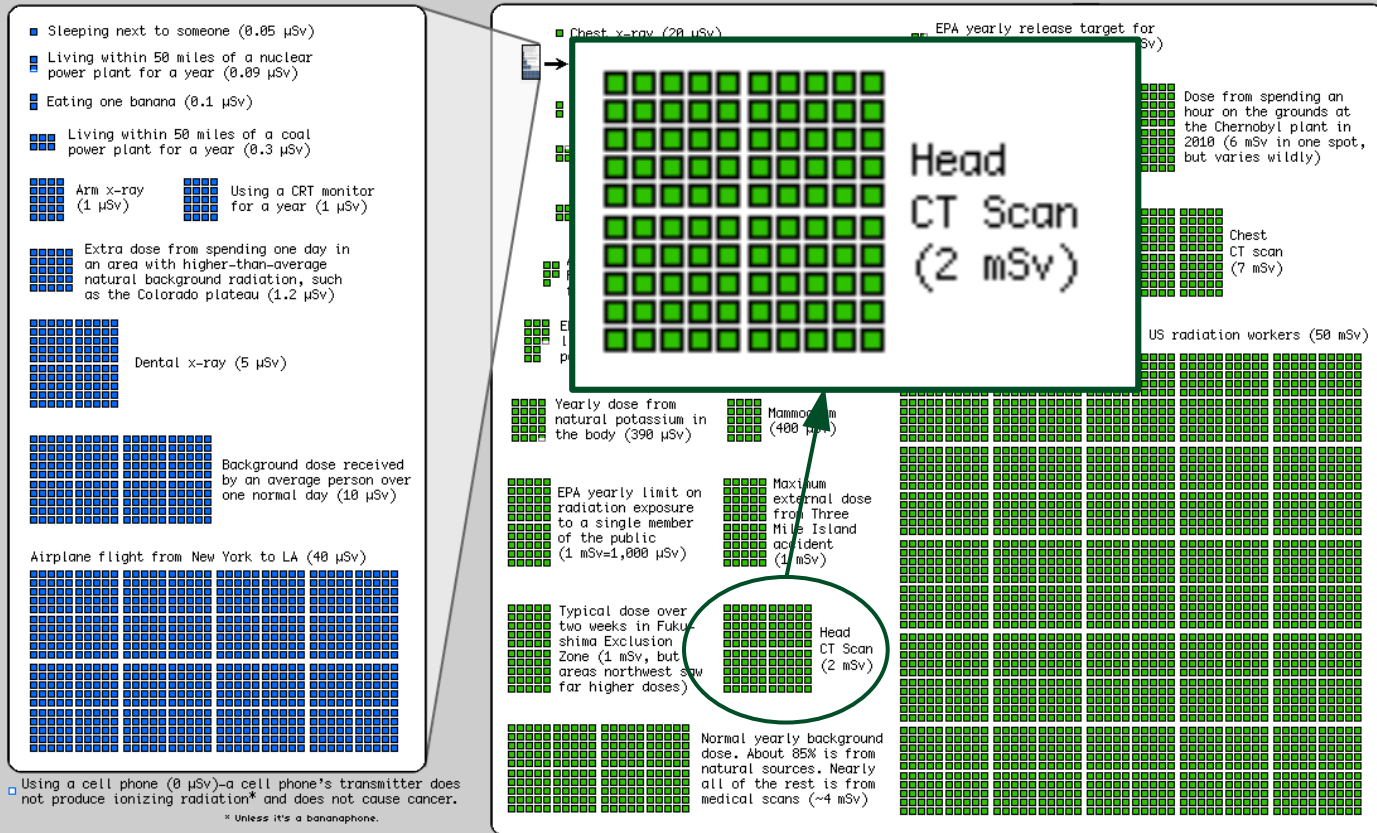 Sleeping next to someone (0.05 µSv)
Living within 50 miles of a nuclear
power plant for a year (0.09 µSv)
Eating one banana (0.1 µSv)
Living within 50 miles of a coal
power plant for a year (0.3 µSv)
Arm x-ray
(1 µSv)
Using a CRT monitor
for a year (1 µSv)
Extra dose from spending one day in
an area with higher-than-average
natural background radiation, such
as the Colorado plateau (1.2 µSv)
Dental x-ray (5 µSv)
Background dose received
by an average person over
one normal day (10 µSv)
Airplane flight from New York to LA (40 µSv)
Using a cell phone (0 µSv)-a cell phone's transmitter does
not produce ionizing radiation* and does not cause cancer.
* Unless it's a bananaphone.
Chest x-ray (20 µSv)
EPA yearly release target for
Head
CT Scan
(2 mSv)
Dose from spending an
hour on the grounds at
the Chernobyl plant in
2010 (6 mSv in one spot,
but varies wildly)
Chest
CT scan
(7 mSv)
US radiation workers (50 mSv)
Yearly dose from
natural potassium in
the body (390 µSv)
Mammogram
(400 µSv)
EPA yearly limit on
radiation exposure
to a single member
of the public
(1 mSv=1,000 µSv)
Maximum
external dose
from Three
Mile Island
accident
(1 mSv)
Typical dose over
two weeks in Fuku-
shima Exclusion
Zone (1 mSv, but
areas northwest saw
far higher doses)
Head
CT Scan
(2 mSv)
Normal yearly background
dose. About 85% is from
natural sources. Nearly
all of the rest is from
medical scans (~4 mSv)